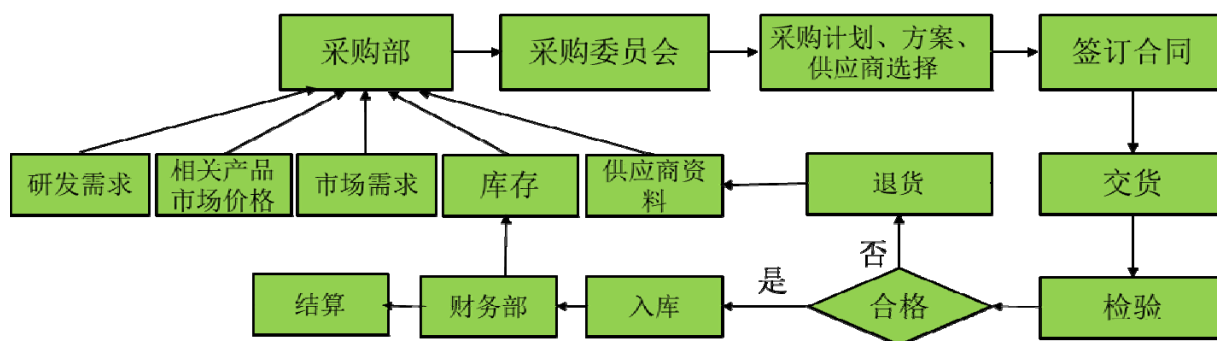 采购部
采购委员会
采购计划、方案、
供应商选择
签订合同
研发需求
相关产品
市场价格
市场需求
库存
供应商资
料
退货
交货
否
是
结算
财务部
入库
合格
检验